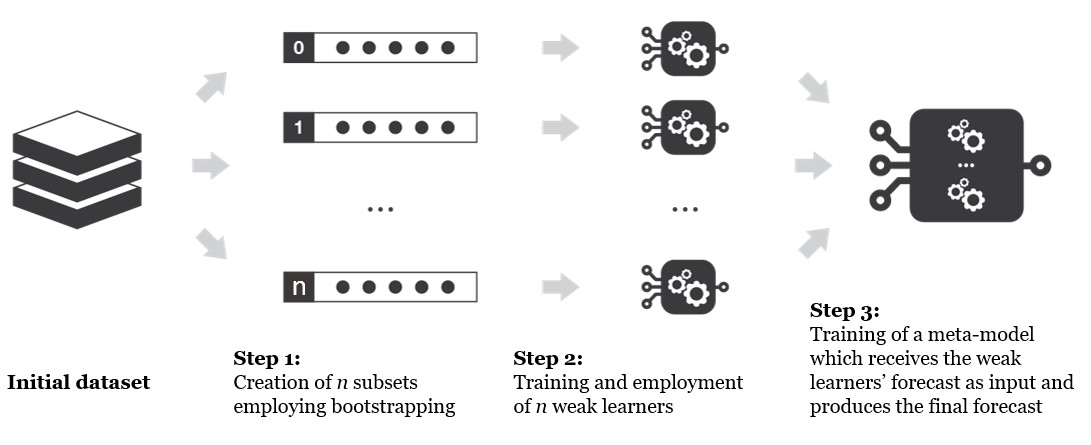 0
1
...
...
n
Initial dataset
Step 1:
Creation of n subsets
employing bootstrapping
Step 2:
Training and employment
of n weak learners
...
Step 3:
Training of a meta-model
which receives the weak
learners’ forecast as input and
produces the final forecast